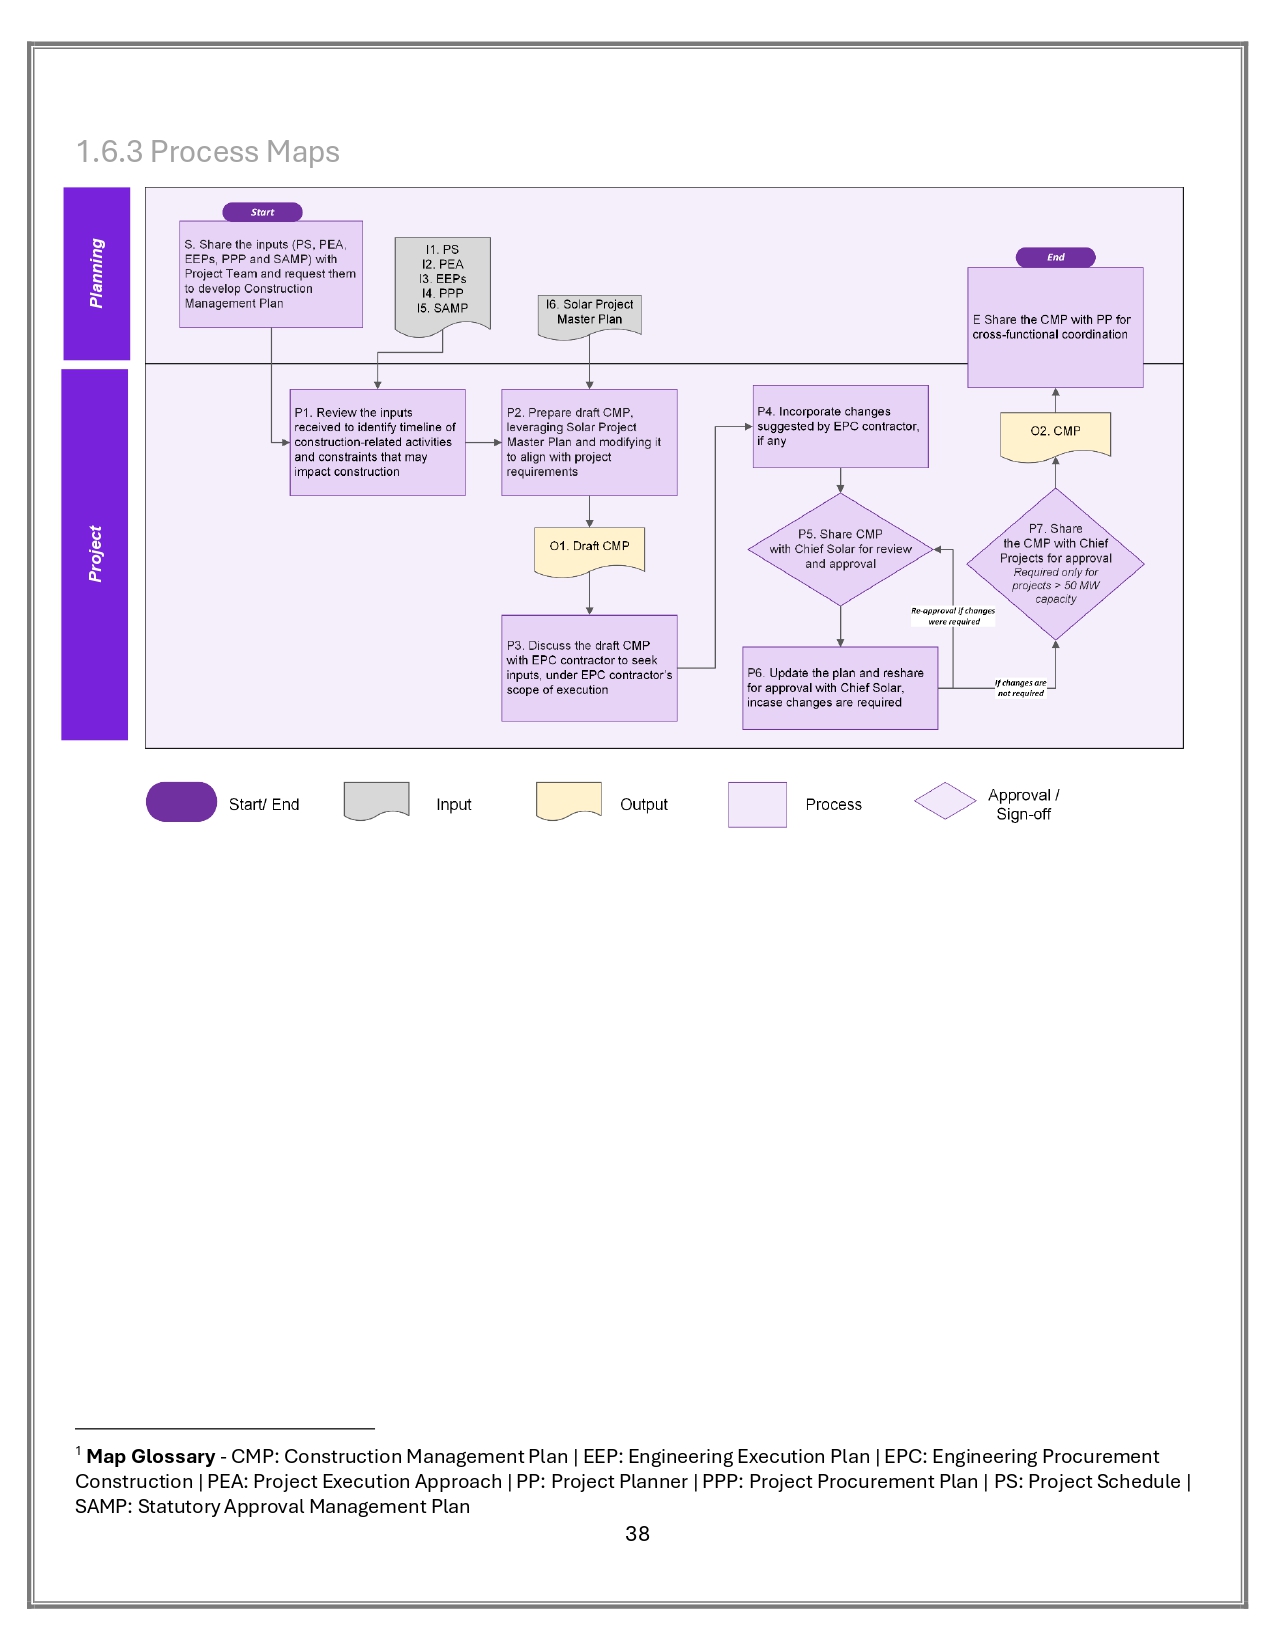 1.6.3 Process Maps
Planning
Start
S. Share the inputs (PS, PEA,
EEPs, PPP and SAMP) with
Project Team and request them
to develop Construction
Management Plan
I1. PS
I2. PEA
I3. EEPs
I4. PPP
I5. SAMP
I6. Solar Project
Master Plan
End
E Share the CMP with PP for
cross-functional coordination
Project
P1. Review the inputs
received to identify timeline of
construction-related activities
and constraints that may
impact construction
P2. Prepare draft CMP,
leveraging Solar Project
Master Plan and modifying it
to align with project
requirements
O1. Draft CMP
P3. Discuss the draft CMP
with EPC contractor to seek
inputs, under EPC contractor's
scope of execution
P4. Incorporate changes
suggested by EPC contractor,
if any
P5. Share CMP
with Chief Solar for review
and approval
P6. Update the plan and reshare
for approval with Chief Solar,
incase changes are required
Re-approval if changes
were required
If changes are
not required
P7. Share
the CMP with Chief
Projects for approval
Required only for
projects > 50 MW
capacity
O2. CMP
Start/ End
Input
Output
Process
Approval /
Sign-off
1 Map Glossary - CMP: Construction Management Plan | EEP: Engineering Execution Plan | EPC: Engineering Procurement
Construction | PEA: Project Execution Approach | PP: Project Planner | PPP: Project Procurement Plan | PS: Project Schedule |
SAMP: Statutory Approval Management Plan
38